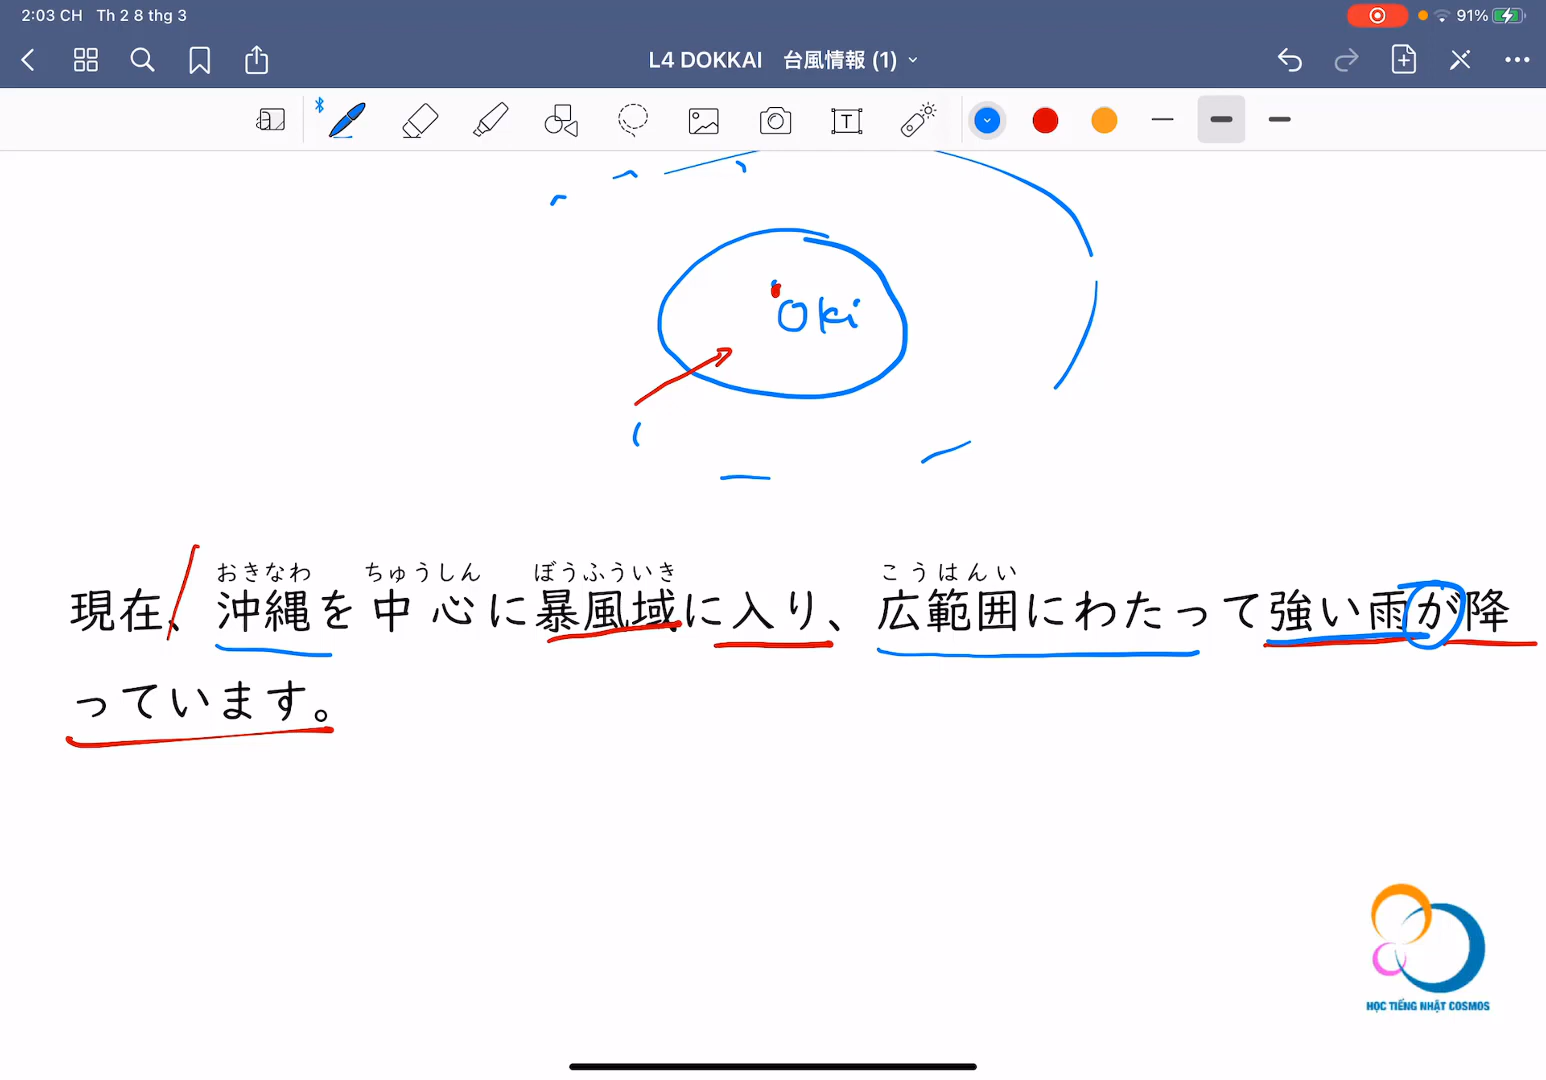 2:03 CH Th 2 8 thg 3
91%
L4 DOKKAI 台風情報 (1)
T
Oki
おきなわ ちゅうしん ぼうふういき こうはんい
現在、沖縄を中心に暴風域に入り、広範囲にわたって強い雨が降
っています。
HỌC TIẾNG NHẬT COSMOS